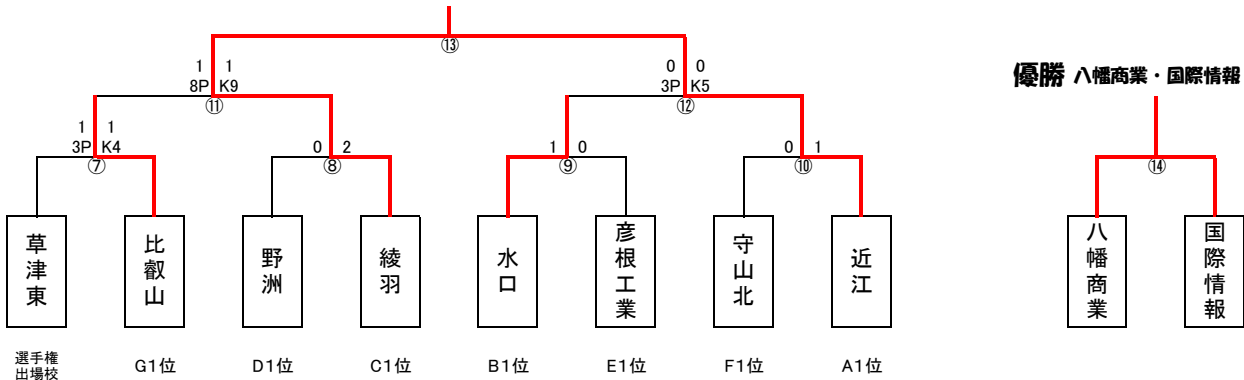 ⑬
1 1
8P K9
⑪
0 0
3P K5
⑫
優勝 八幡商業・国際情報
1 1
3P K4
⑦
0 2
⑧
1 0
⑨
0 1
⑩
⑭
草津東
比叡山
野洲
綾羽
水口
彦根工業
守山北
近江
八幡商業
国際情報
選手権
出場校
G1位
D1位
C1位
B1位
E1位
F1位
A1位